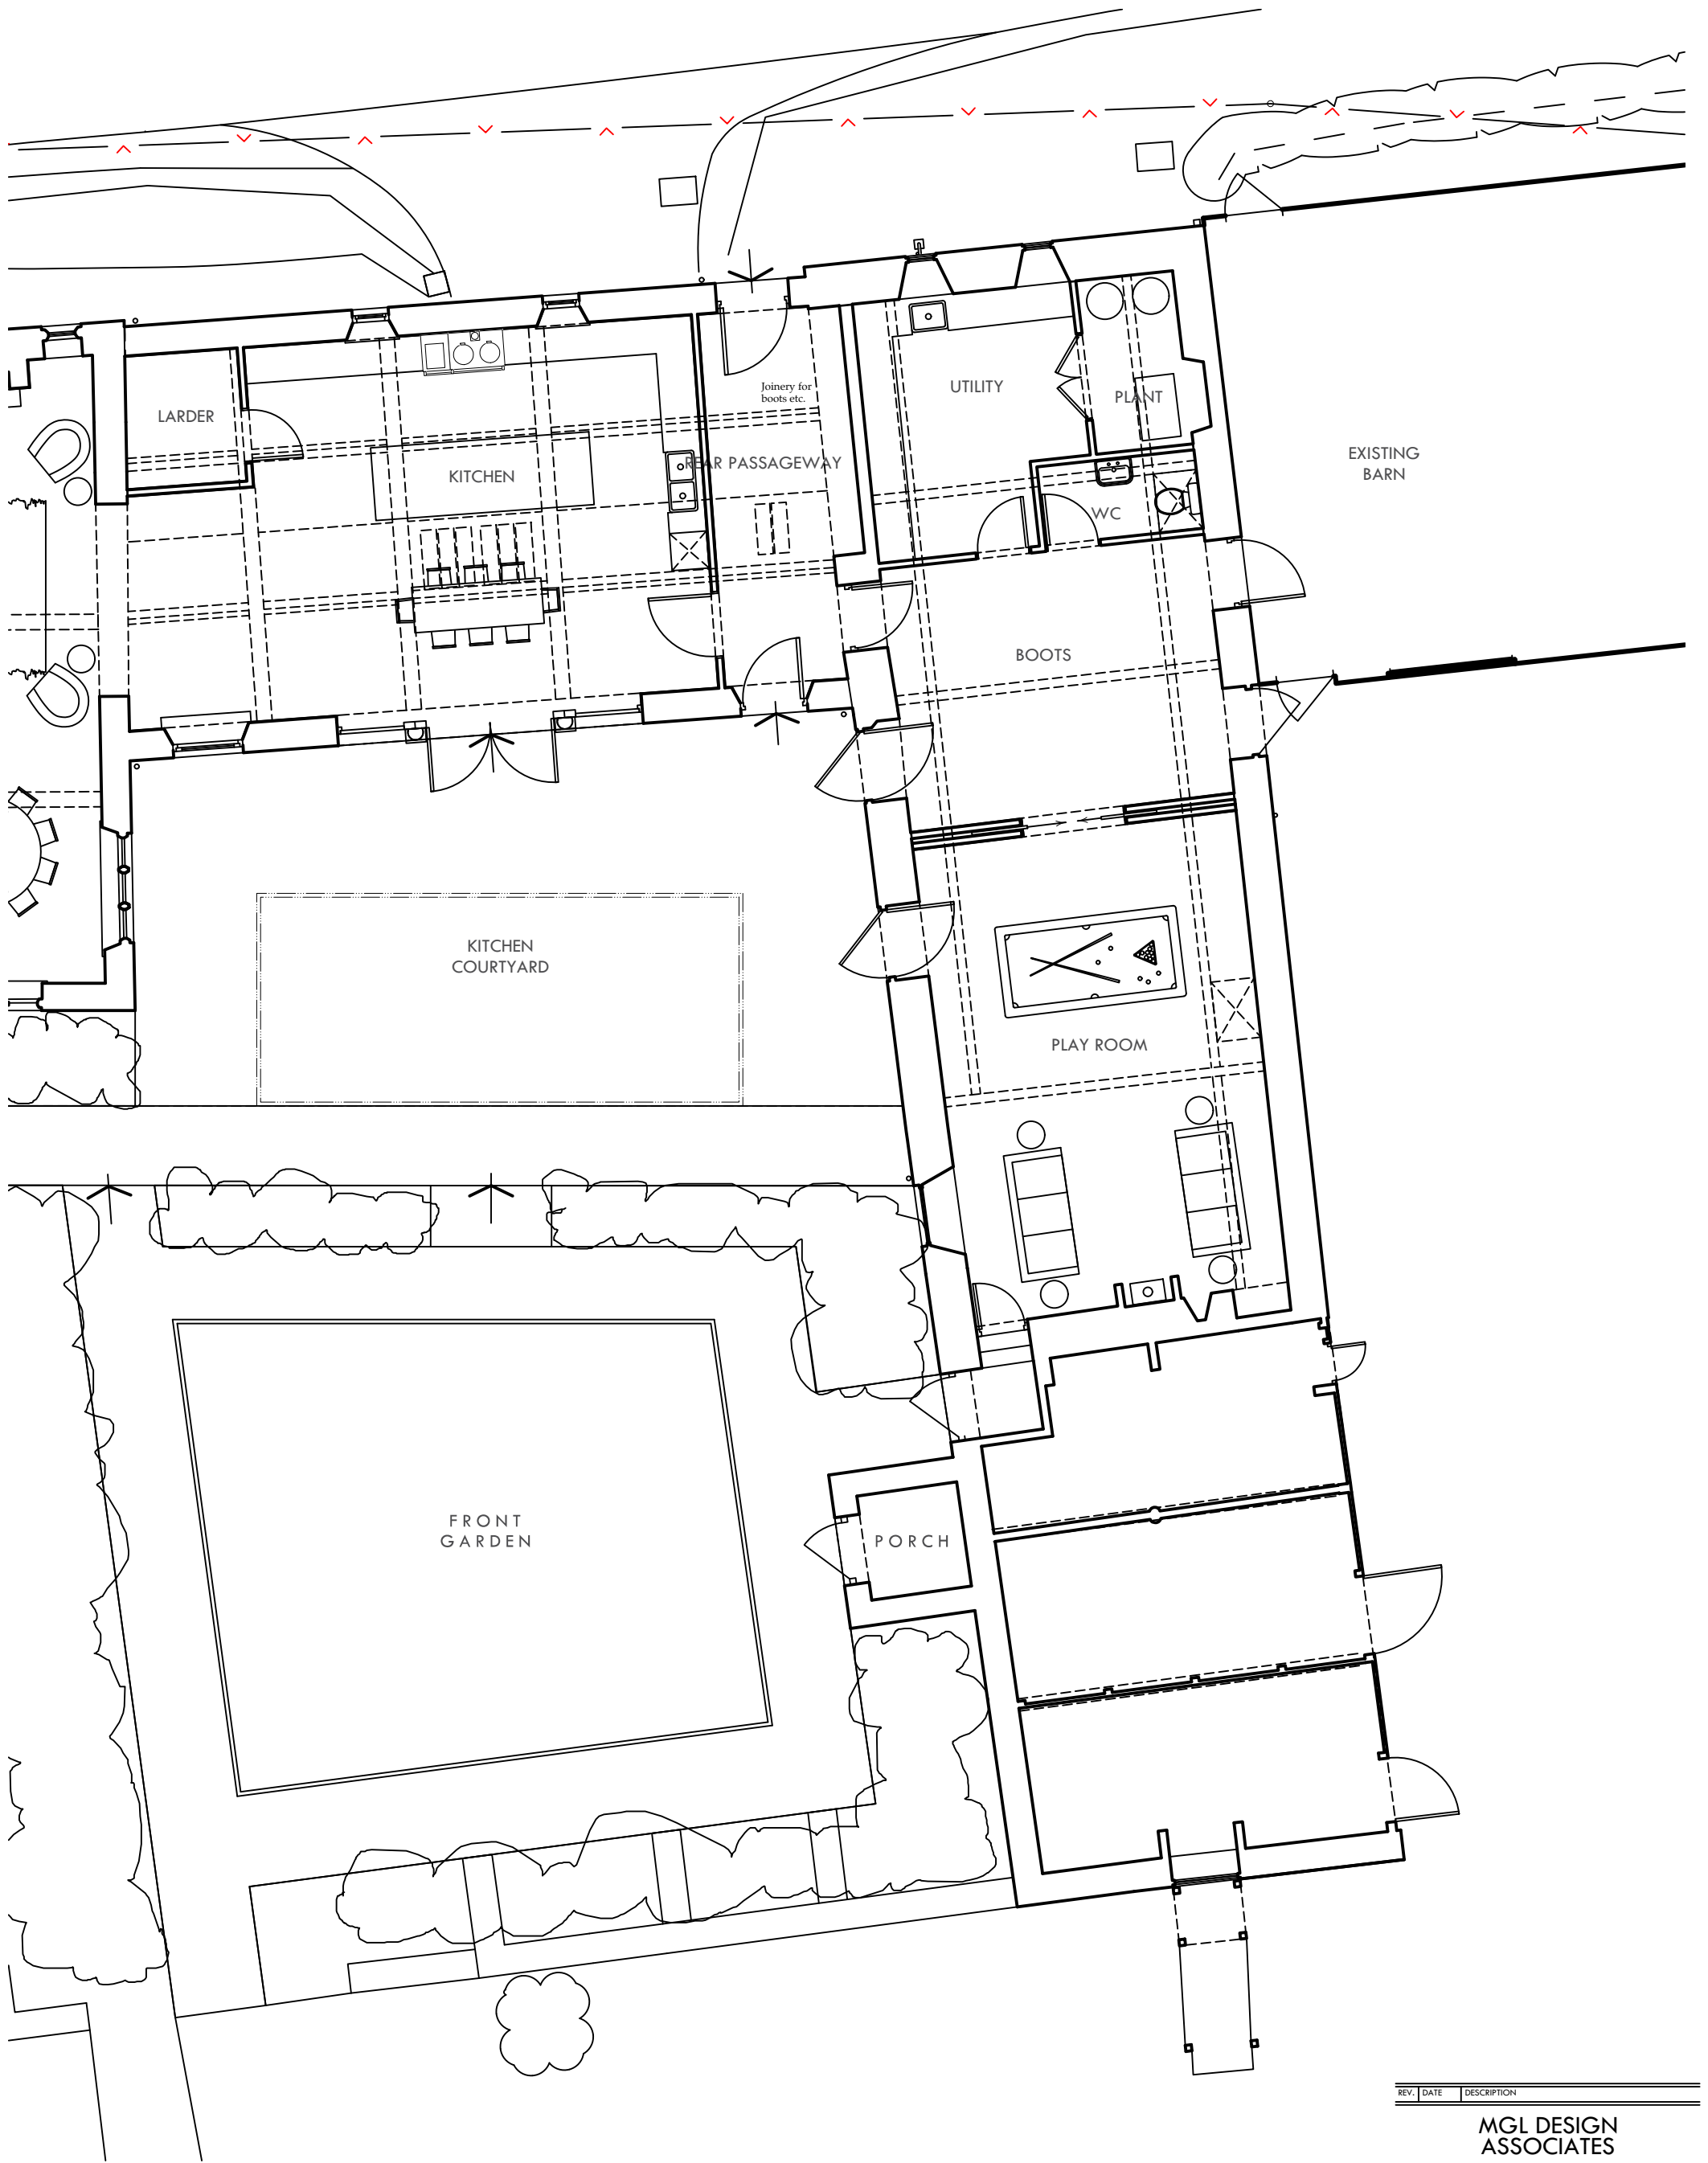 Joinery for
boots etc.
UTILITY
PLANT
LARDER
KITCHEN
REAR PASSAGEWAY
EXISTING
BARN
WC
BOOTS
KITCHEN
COURTYARD
PLAY ROOM
FRONT
GARDEN
PORCH
REV. DATE DESCRIPTION
MGL DESIGN
ASSOCIATES